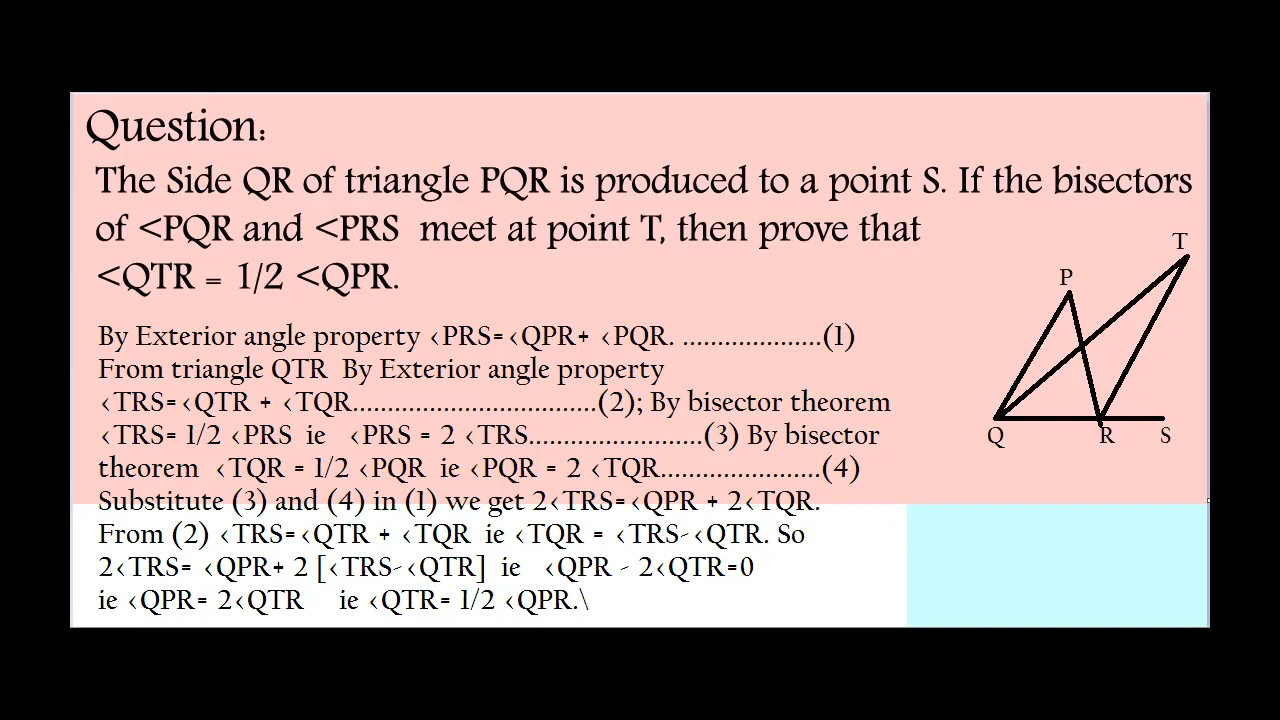 Question:
The Side QR of triangle PQR is produced to a point S. If the bisectors
of <PQR and <PRS meet at point T, then prove that
<QTR = 1/2 <QPR.
T
P
Q
R
S
By Exterior angle property <PRS=<QPR+ <PQR. ....................(1)
From triangle QTR By Exterior angle property
<TRS=<QTR + <TQR...................................(2); By bisector theorem
<TRS= 1/2 <PRS ie <PRS = 2 <TRS.........................(3) By bisector
theorem <TQR = 1/2 <PQR ie <PQR = 2 <TQR.......................(4)
Substitute (3) and (4) in (1) we get 2<TRS=<QPR + 2<TQR.
From (2) <TRS=<QTR + <TQR ie <TQR = <TRS-<QTR. So
2<TRS= <QPR+ 2 [<TRS-<QTR] ie <QPR - 2<QTR=0
ie <QPR= 2<QTR ie <QTR= 1/2 <QPR.\